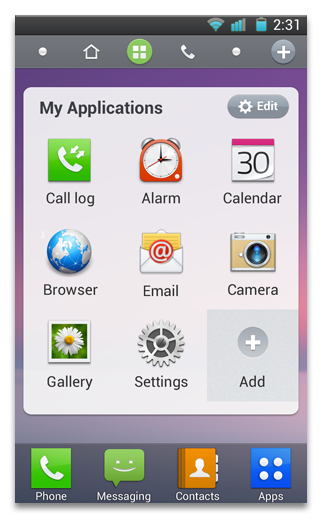 2:31
My Applications
Edit
Call log
Alarm
30
Calendar
Browser
@
Email
Camera
Gallery
Settings
Add
Phone
Messaging
Contacts
Apps